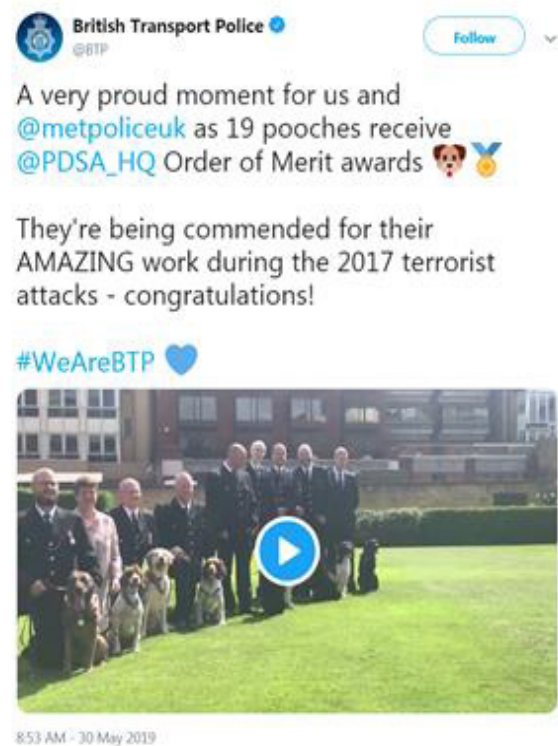 British Transport Police
@BTP
Follow
A very proud moment for us and
@metpoliceuk as 19 pooches receive
@PDSA_HQ Order of Merit awards 🐶🏅
They're being commended for their
AMAZING work during the 2017 terrorist
attacks - congratulations!
#WeAreBTP 💙
8:53 AM - 30 May 2019